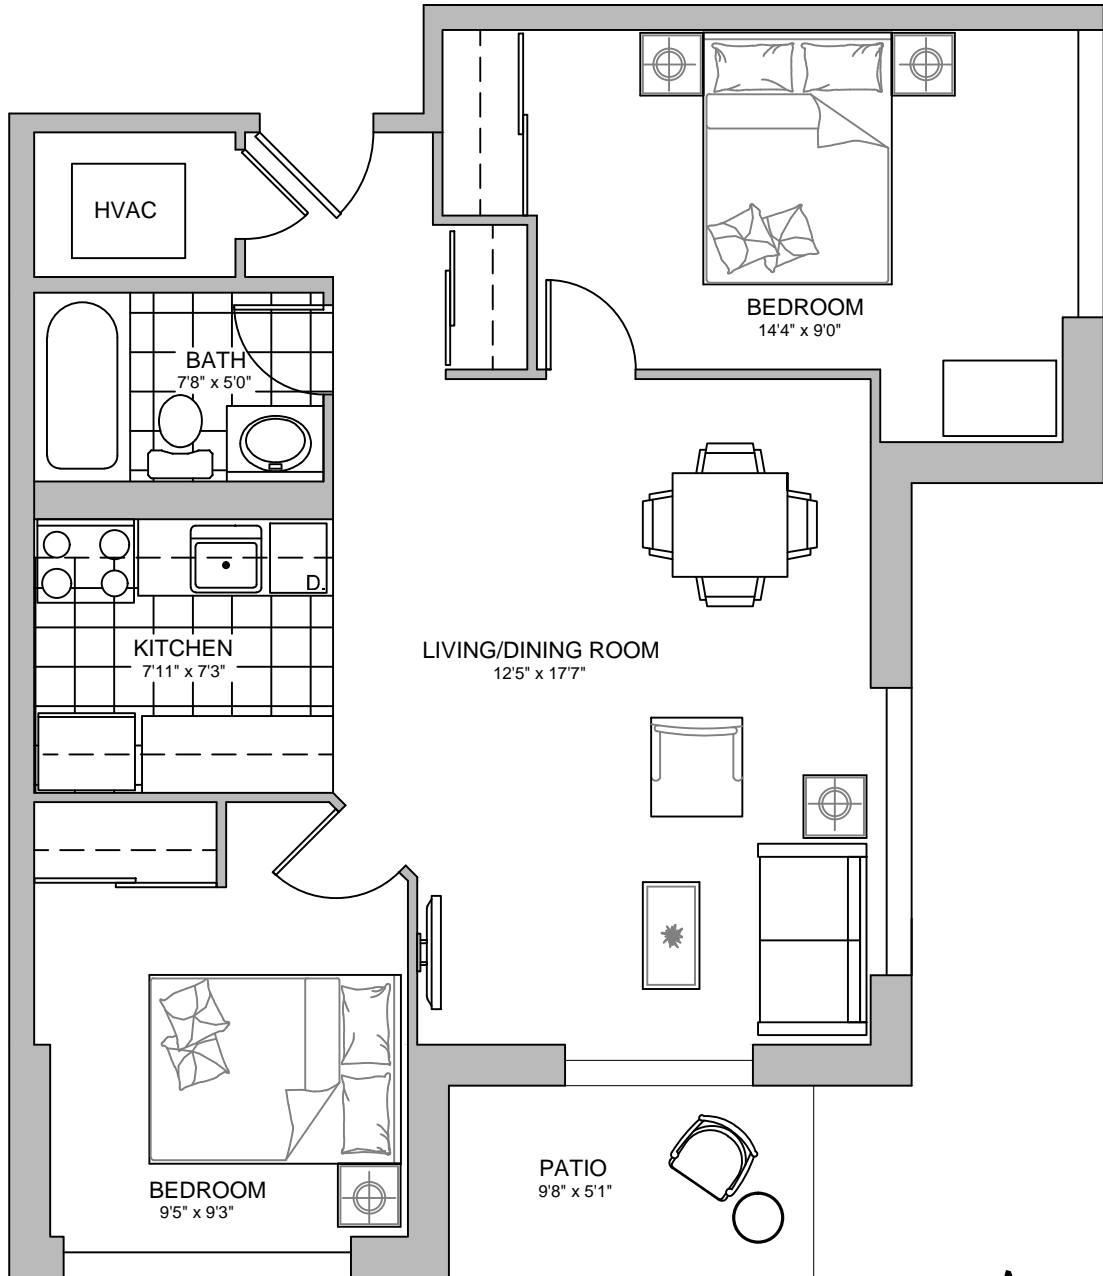 HVAC
BEDROOM
14'4" x 9'0"
BATH
7'8" x 5'0"
D.
KITCHEN
7'11" x 7'3"
LIVING/DINING ROOM
12'5" x 17'7"
BEDROOM
9'5" x 9'3"
PATIO
9'8" x 5'1"